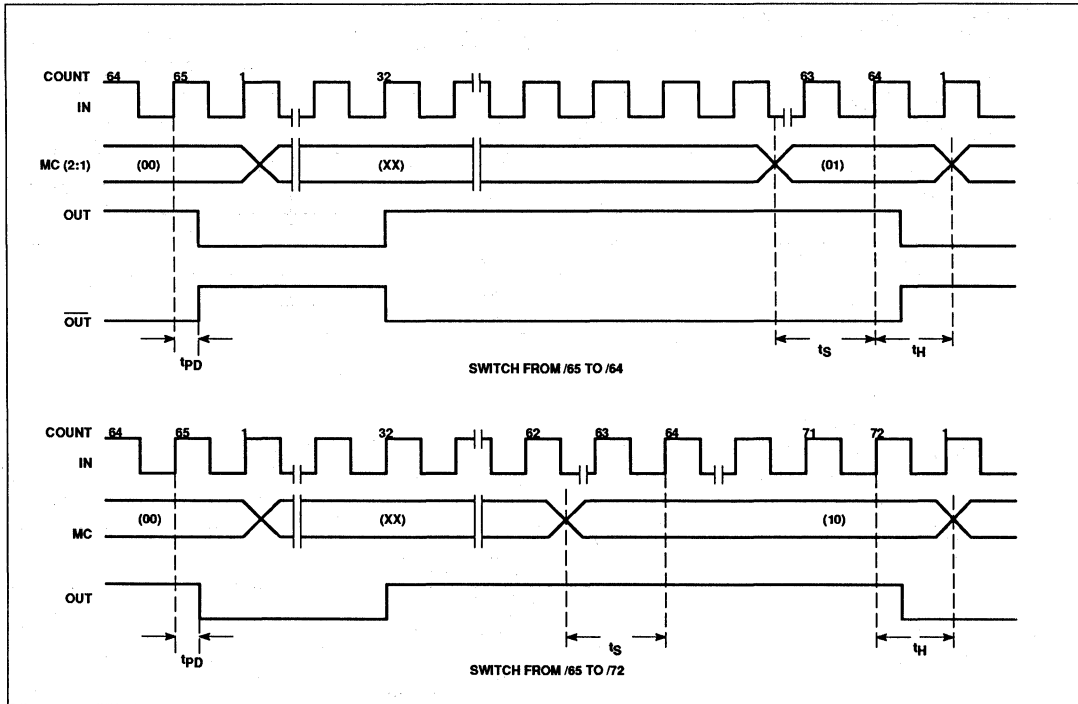 COUNT 64 65 1 32 63 64 1
IN
MC (2:1) (00) (XX) (01)
OUT
OUT
tPD tS tH
SWITCH FROM /65 TO /64
COUNT 64 65 1 32 62 63 64 71 72 1
IN
MC (00) (XX) (10)
OUT
tPD tS tH
SWITCH FROM /65 TO /72